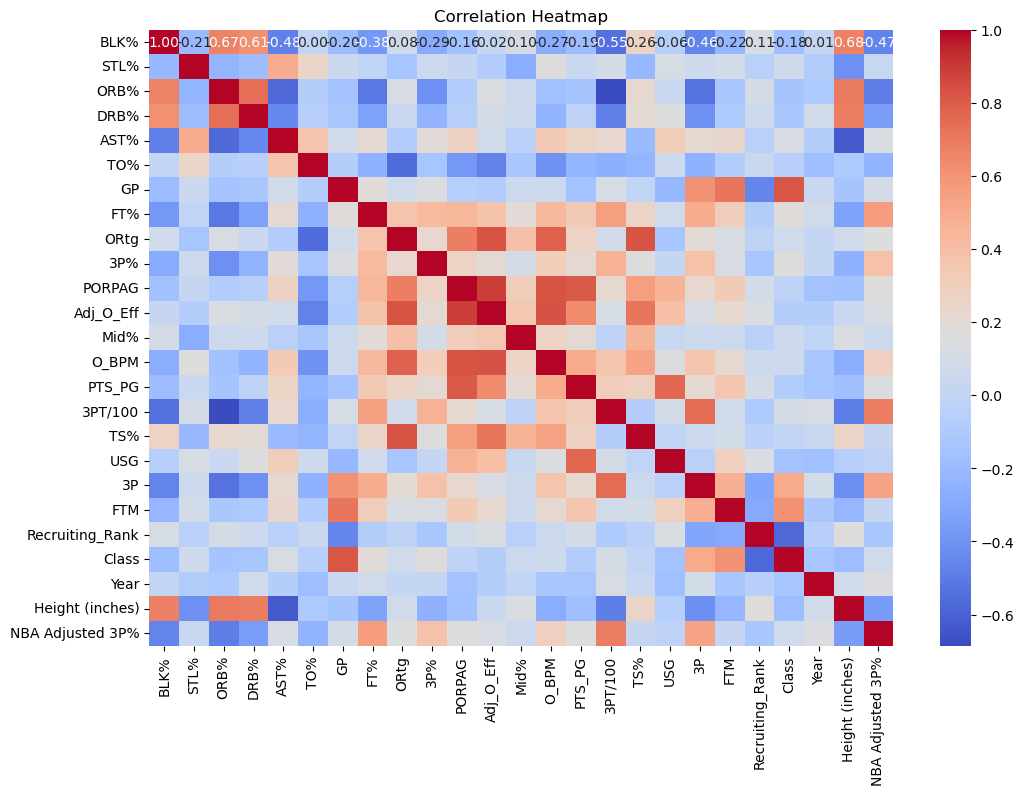 Correlation Heatmap
BLK% 1.00 -0.21 0.67 0.61 -0.48 0.00 -0.20 -0.38 0.08 -0.29 -0.16 0.02 0.10 -0.27 -0.19 -0.55 0.26 -0.06 -0.46 -0.22 0.11 -0.18 0.01 0.68 -0.47
STL%
ORB%
DRB%
AST%
TO%
GP
FT%
ORtg
3P%
PORPAG
Adj_O_Eff
Mid%
O_BPM
PTS_PG
3PT/100
TS%
USG
3P
FTM
Recruiting_Rank
Class
Year
Height (inches)
NBA Adjusted 3P%
BLK%
STL%
ORB%
DRB%
AST%
TO%
GP
FT%
ORtg
3P%
PORPAG
Adj_O_Eff
Mid%
O_BPM
PTS_PG
3PT/100
TS%
USG
3P
FTM
Recruiting_Rank
Class
Year
Height (inches)
NBA Adjusted 3P%
1.0
0.8
0.6
0.4
0.2
0.0
−0.2
−0.4
−0.6